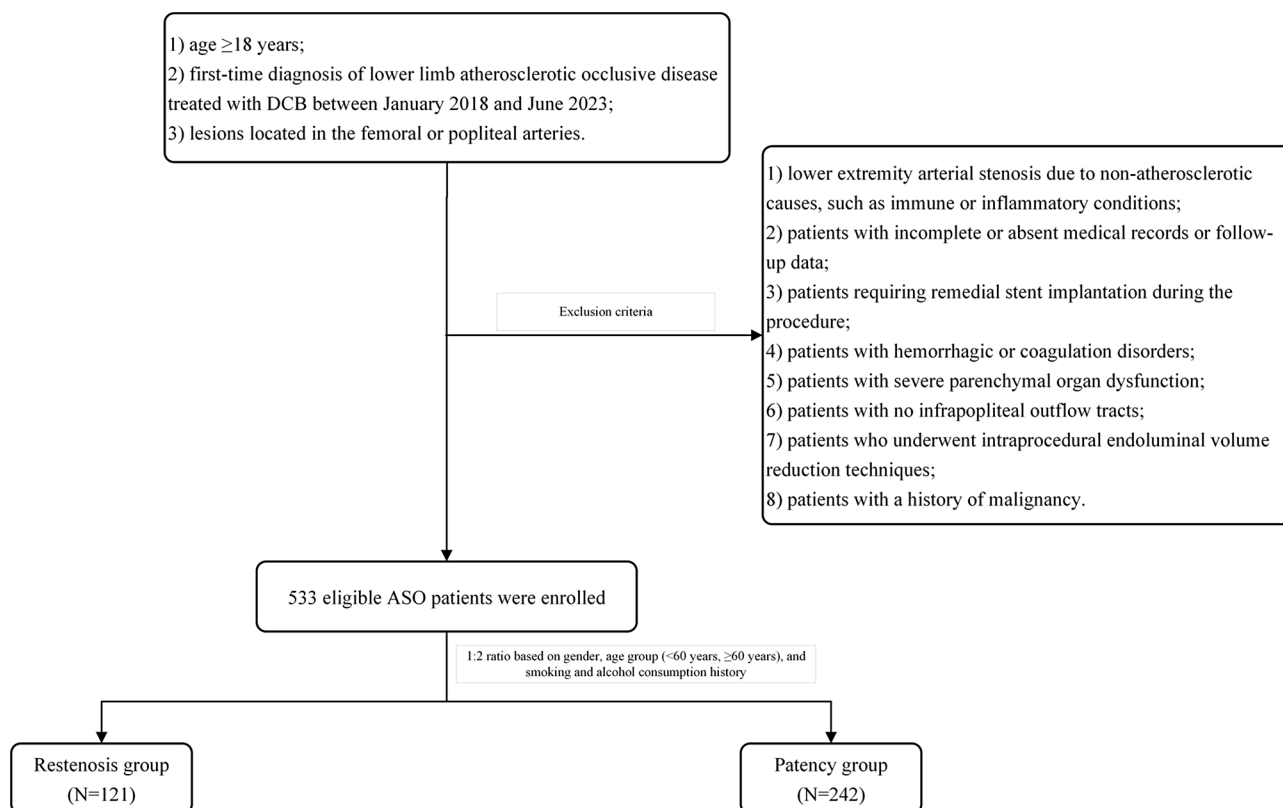 1) age ≥18 years;
2) first-time diagnosis of lower limb atherosclerotic occlusive disease
treated with DCB between January 2018 and June 2023;
3) lesions located in the femoral or popliteal arteries.
1) lower extremity arterial stenosis due to non-atherosclerotic
causes, such as immune or inflammatory conditions;
2) patients with incomplete or absent medical records or follow-
up data;
3) patients requiring remedial stent implantation during the
procedure;
4) patients with hemorrhagic or coagulation disorders;
5) patients with severe parenchymal organ dysfunction;
6) patients with no infrapopliteal outflow tracts;
7) patients who underwent intraprocedural endoluminal volume
reduction techniques;
8) patients with a history of malignancy.
Exclusion criteria
533 eligible ASO patients were enrolled
1:2 ratio based on gender, age group (<60 years, ≥60 years), and
smoking and alcohol consumption history
Restenosis group
(N=121)
Patency group
(N=242)